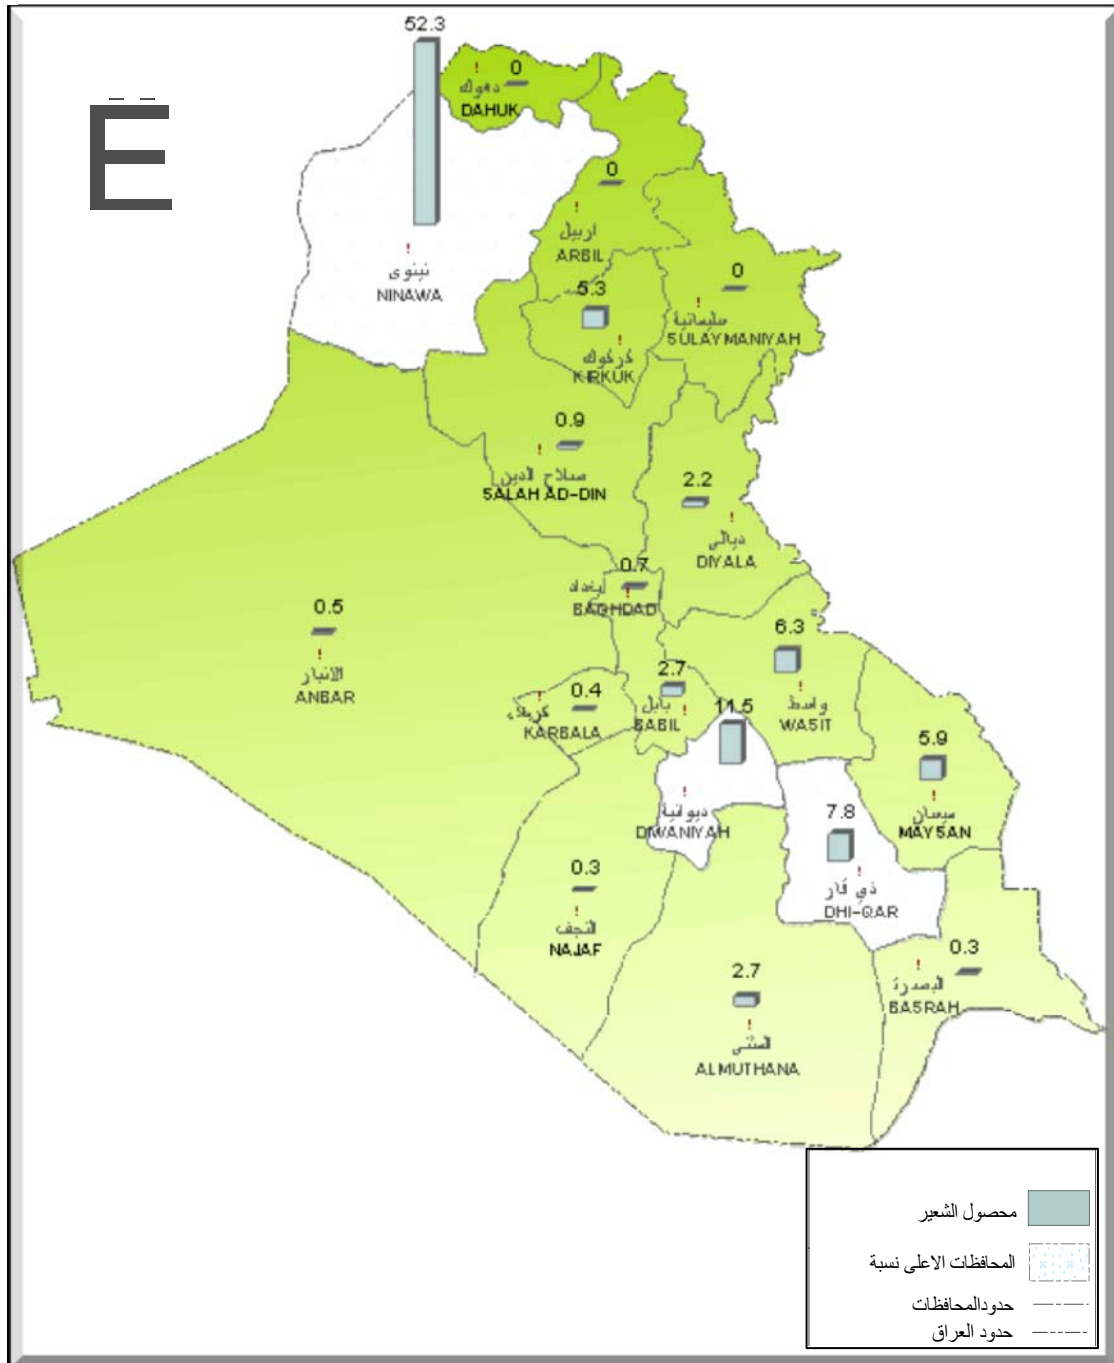 52.3
0
دهوك
DAHUK
Ë
0
اربيل
ARBIL
نينوى
NINAWA
0
سليمانية
SULAYMANIYAH
5.3
كركوك
KIRKUK
0.9
صلاح الدين
SALAH AD-DIN
2.2
ديالى
DIYALA
0.7
بغداد
BAGHDAD
0.5
الانبار
ANBAR
6.3
واسط
WASIT
2.7
بابل
BABIL
0.4
كربلاء
KARBALA
11.5
ديوانية
DIWANIYAH
5.9
ميسان
MAYSAN
7.8
ذي قار
DHI-QAR
0.3
النجف
NAJAF
0.3
البصرة
BASRAH
2.7
المثنى
ALMUTHANA
محصول الشعير
المحافظات الاعلى نسبة
حدودالمحافظات
حدود العراق